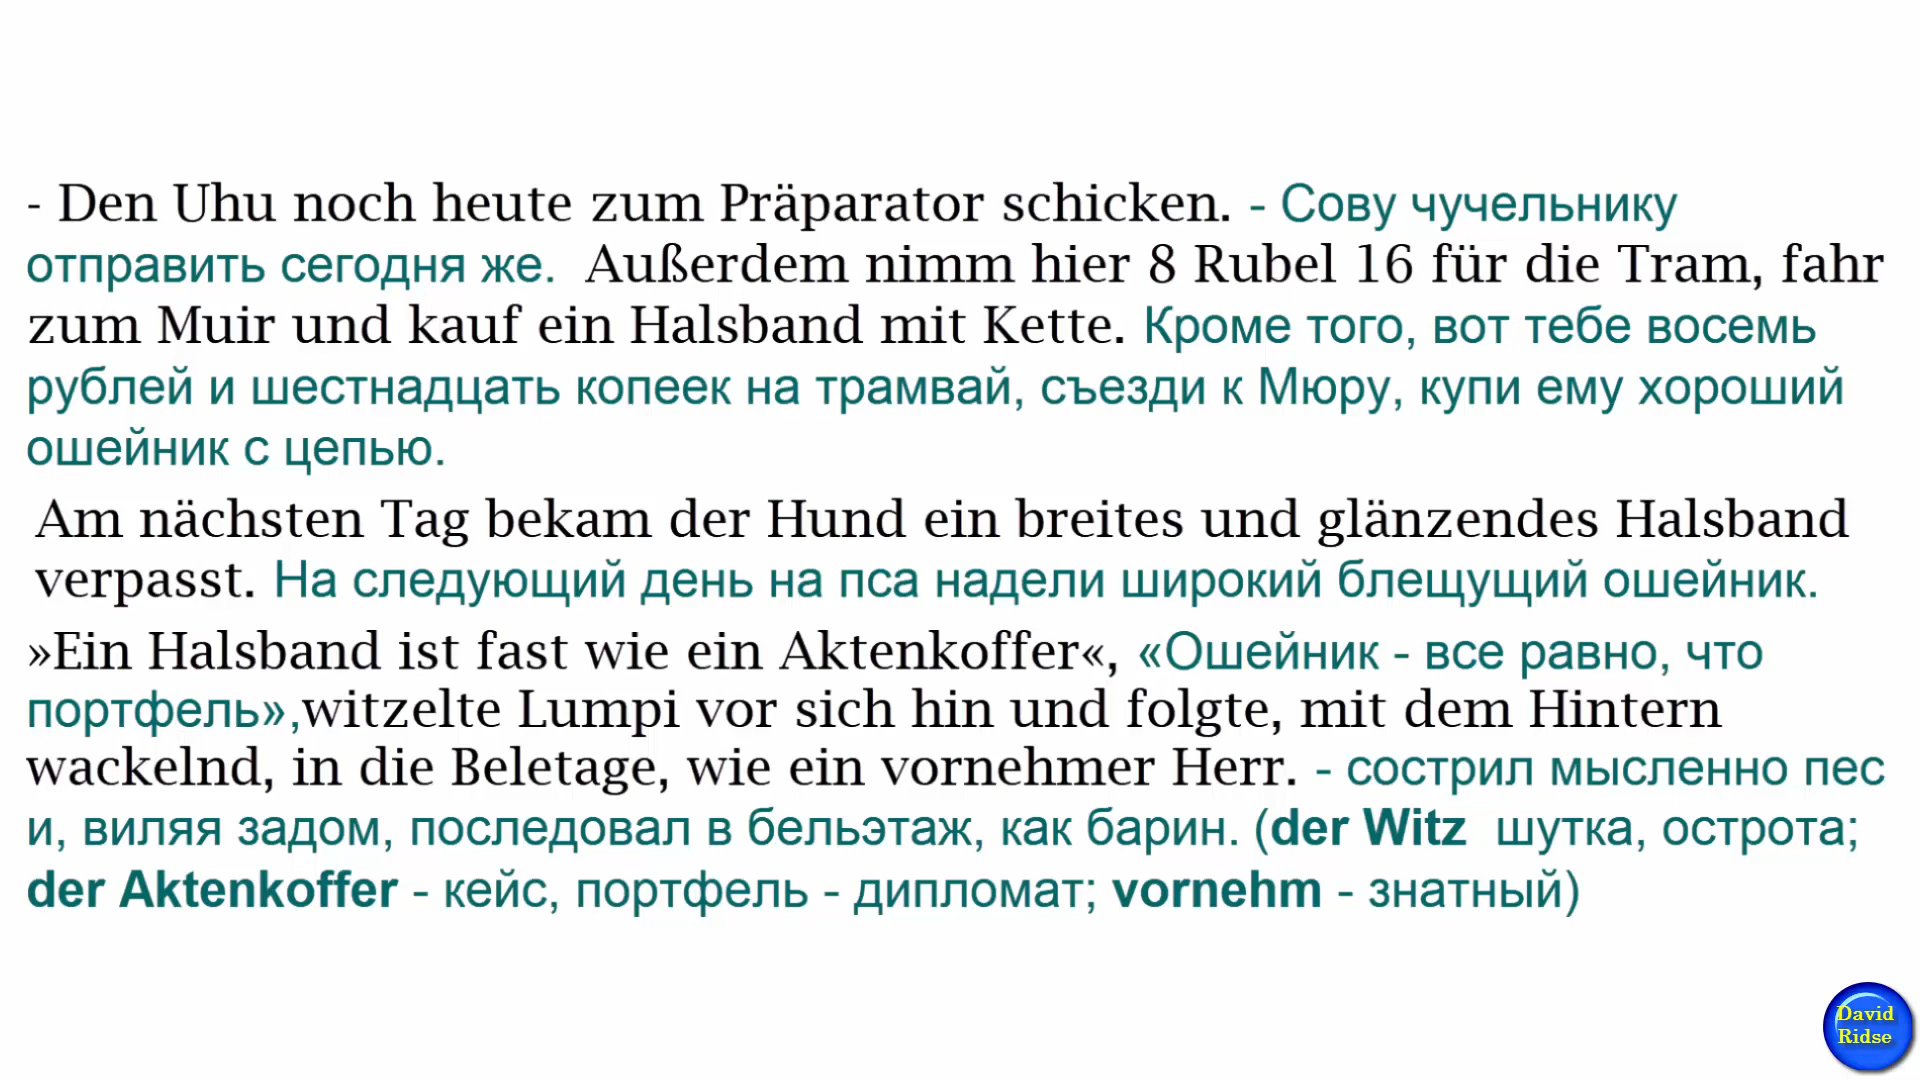 - Den Uhu noch heute zum Präparator schicken. - Сову чучельнику
отправить сегодня же. Außerdem nimm hier 8 Rubel 16 für die Tram, fahr
zum Muir und kauf ein Halsband mit Kette. Кроме того, вот тебе восемь
рублей и шестнадцать копеек на трамвай, съезди к Мюру, купи ему хороший
ошейник с цепью.
Am nächsten Tag bekam der Hund ein breites und glänzendes Halsband
verpasst. На следующий день на пса надели широкий блещущий ошейник.
»Ein Halsband ist fast wie ein Aktenkoffer«, «Ошейник - все равно, что
портфель»,witzelte Lumpi vor sich hin und folgte, mit dem Hintern
wackelnd, in die Beletage, wie ein vornehmer Herr. - сострил мысленно пес
и, виляя задом, последовал в бельэтаж, как барин. (der Witz шутка, острота;
der Aktenkoffer - кейс, портфель - дипломат; vornehm - знатный)
David
Ridse